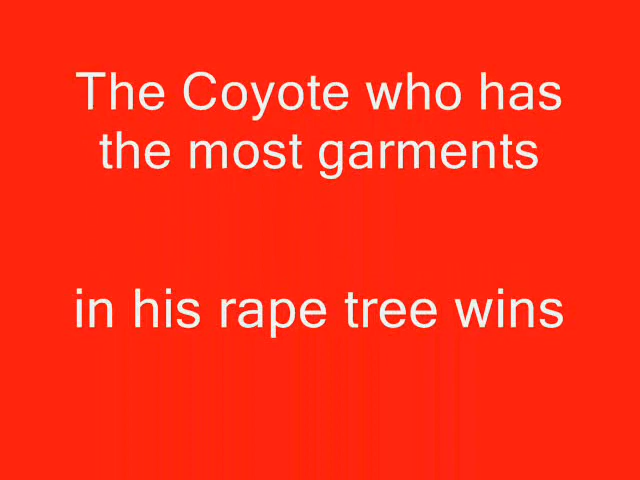 The Coyote who has
the most garments
in his rape tree wins